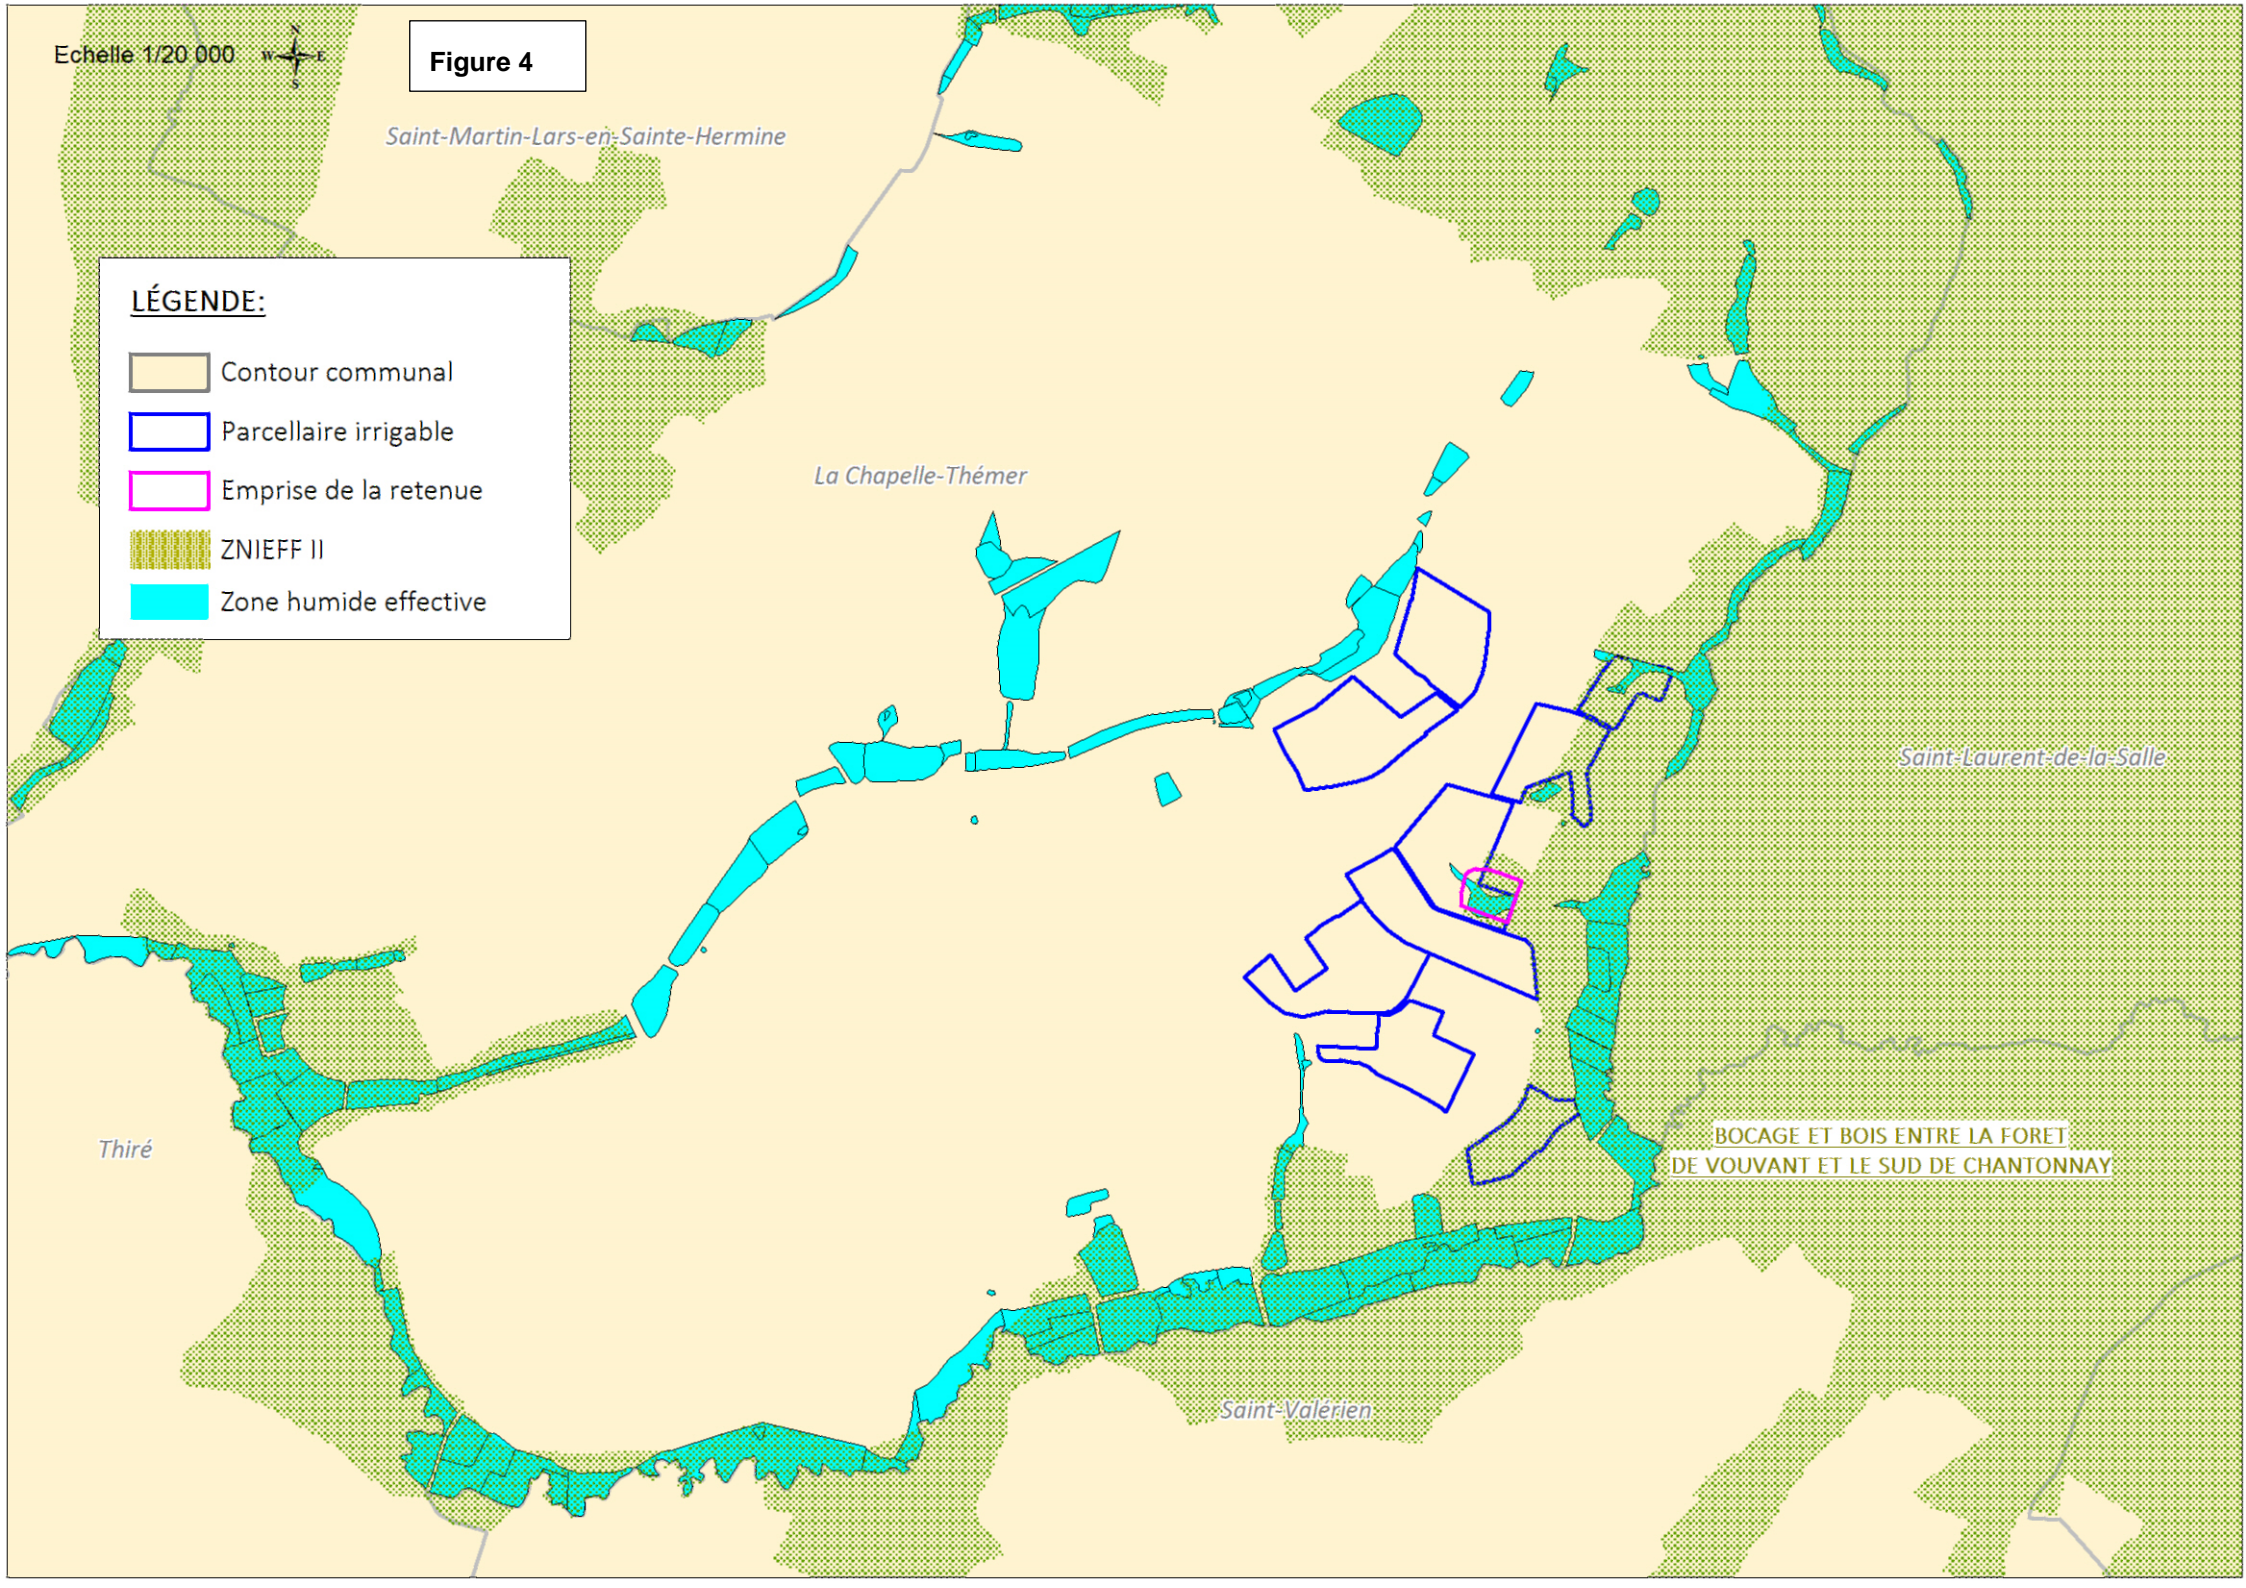 Echelle 1/20 000
N
W E
S
Figure 4
Saint-Martin-Lars-en-Sainte-Hermine
LÉGENDE:
Contour communal
Parcellaire irrigable
Emprise de la retenue
ZNIEFF II
Zone humide effective
La Chapelle-Thémer
Saint-Laurent-de-la-Salle
Thiré
BOCAGE ET BOIS ENTRE LA FORET
DE VOUVANT ET LE SUD DE CHANTONNAY
Saint-Valérien